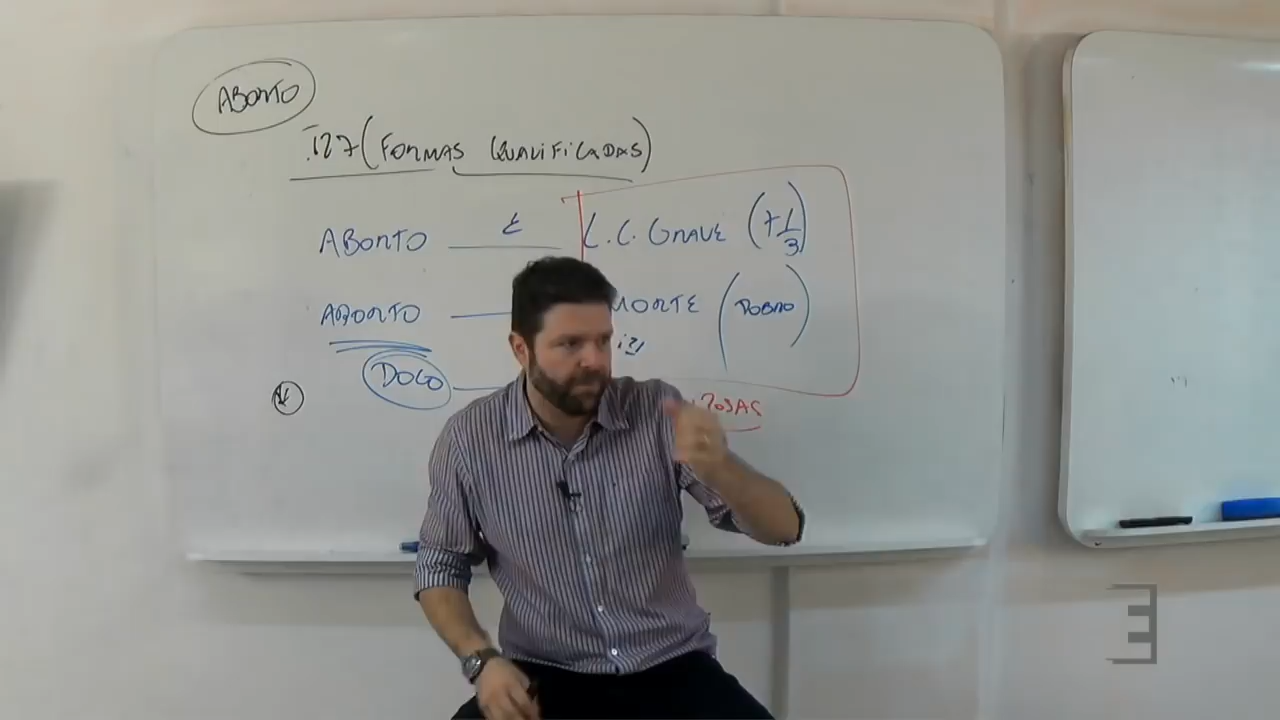 ABORTO
127 (FORMAS QUALIFICADAS)
ABORTO É L.C. GRAVE (+1/3)
ABORTO MORTE (DOBRO)
DOLO